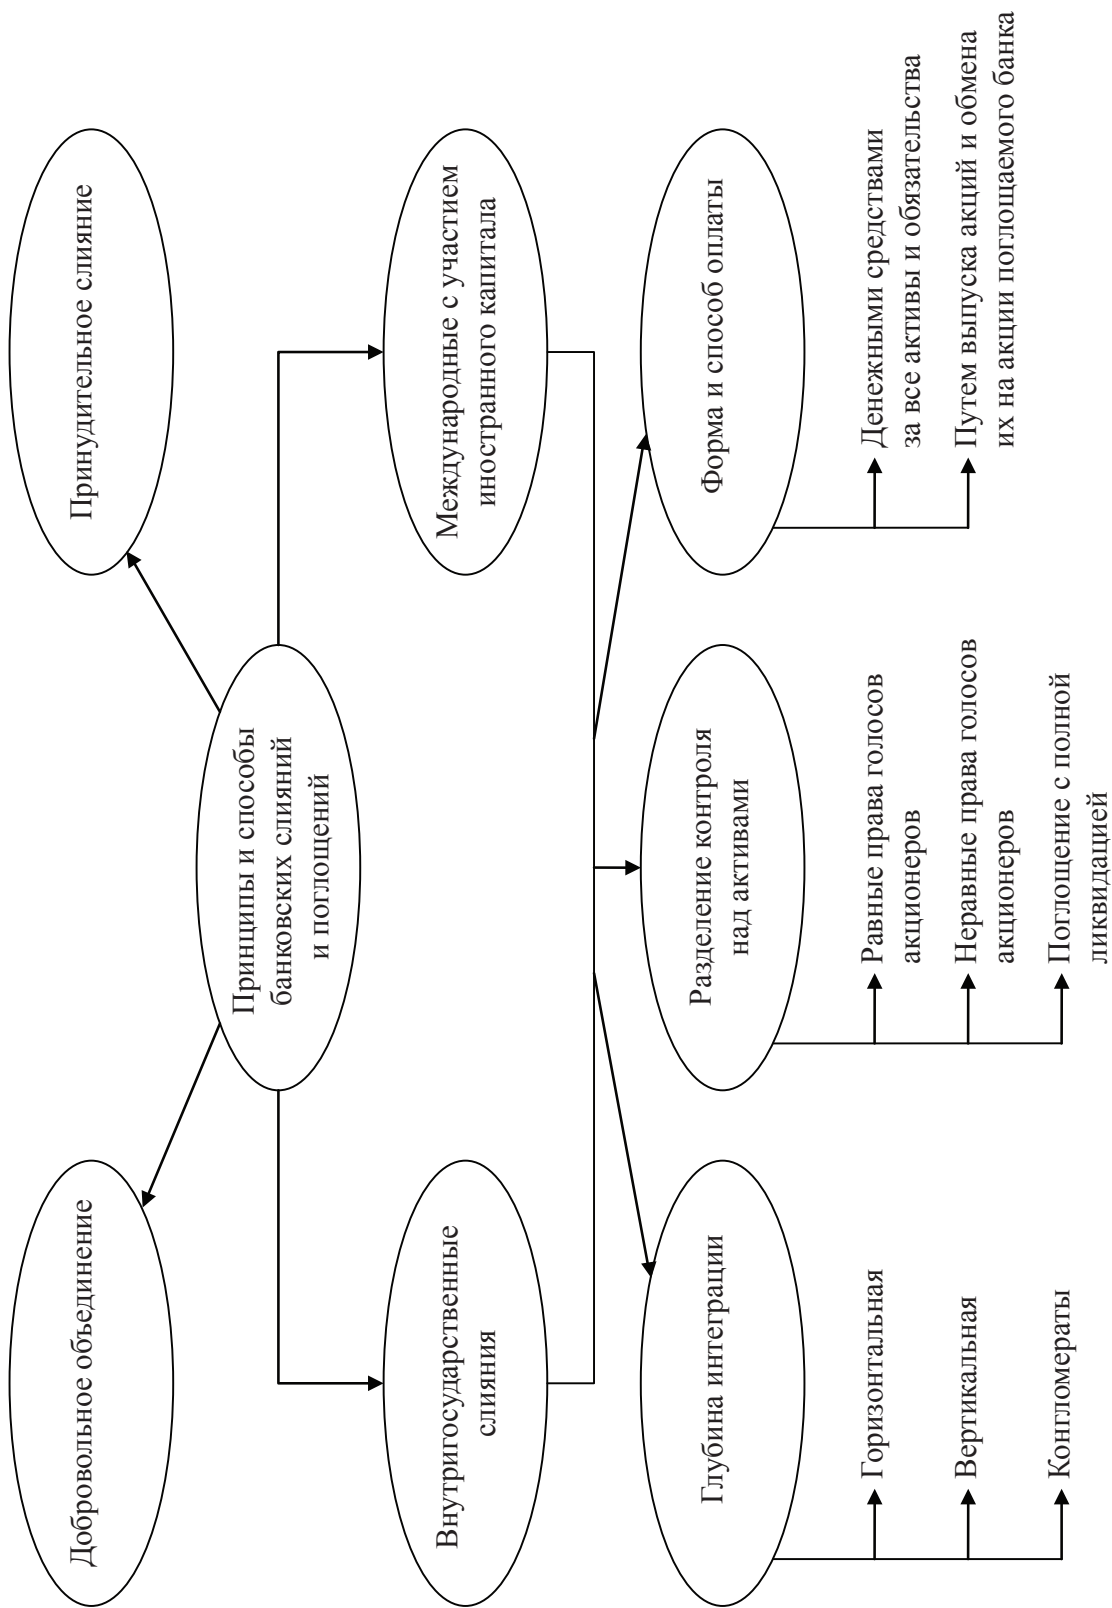 Добровольное объединение
Принудительное слияние
Принципы и способы
банковских слияний
и поглощений
Внутригосударственные
слияния
Международные с участием
иностранного капитала
Глубина интеграции
Горизонтальная
Вертикальная
Конгломераты
Разделение контроля
над активами
Равные права голосов
акционеров
Неравные права голосов
акционеров
Поглощение с полной
ликвидацией
Форма и способ оплаты
Денежными средствами
за все активы и обязательства
Путем выпуска акций и обмена
их на акции поглощаемого банка